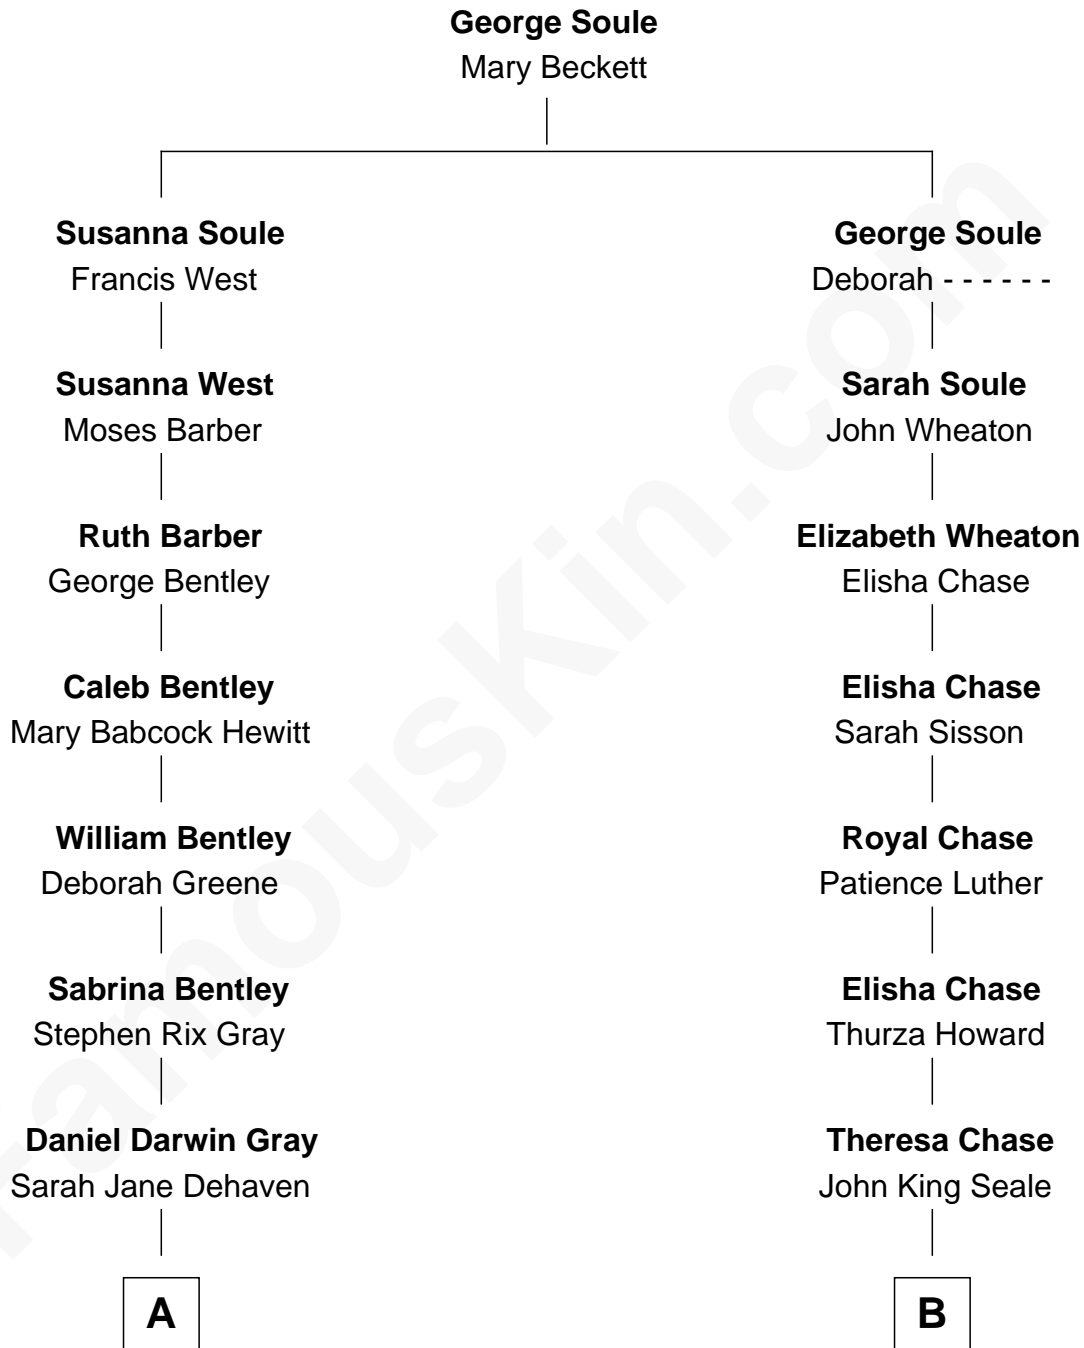 George Soule
Mary Beckett
Susanna Soule
Francis West
George Soule
Deborah - - - - - -
Susanna West
Moses Barber
Sarah Soule
John Wheaton
Ruth Barber
George Bentley
Elizabeth Wheaton
Elisha Chase
Caleb Bentley
Mary Babcock Hewitt
Elisha Chase
Sarah Sisson
William Bentley
Deborah Greene
Royal Chase
Patience Luther
Sabrina Bentley
Stephen Rix Gray
Elisha Chase
Thurza Howard
Daniel Darwin Gray
Sarah Jane Dehaven
Theresa Chase
John King Seale
A
B
FamousKin.com